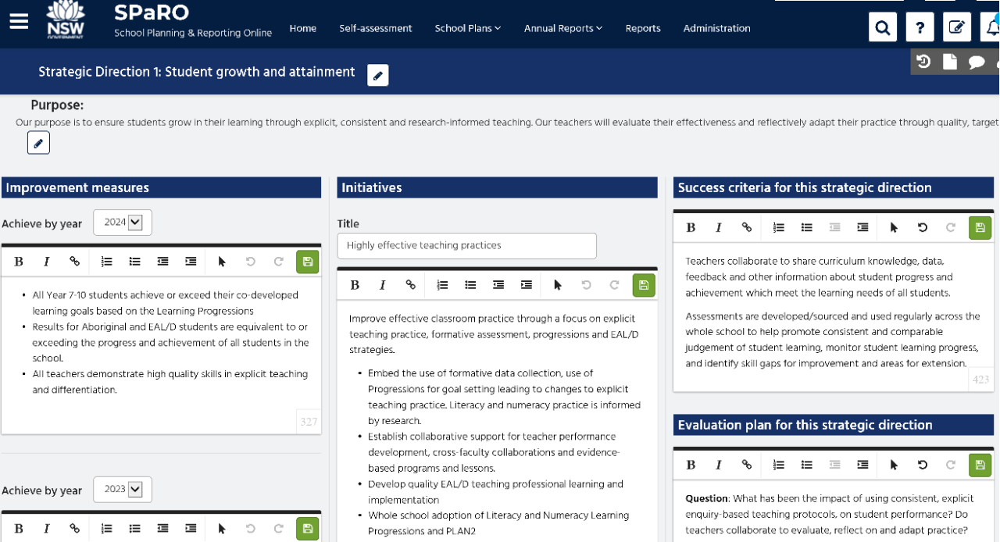 NSW
GOVERNMENT
SPaRO
School Planning & Reporting Online
Home
Self-assessment
School Plans
Annual Reports
Reports
Administration
?
Strategic Direction 1: Student growth and attainment
Purpose:
Our purpose is to ensure students grow in their learning through explicit, consistent and research-informed teaching. Our teachers will evaluate their effectiveness and reflectively adapt their practice through quality, target
Improvement measures
Achieve by year
2024
B I
• All Year 7-10 students achieve or exceed their co-developed
learning goals based on the Learning Progressions
• Results for Aboriginal and EAL/D students are equivalent to or
exceeding the progress and achievement of all students in the
school.
• All teachers demonstrate high quality skills in explicit teaching
and differentiation.
327
Achieve by year
2023
B I
Initiatives
Title
Highly effective teaching practices
B I
Improve effective classroom practice through a focus on explicit
teaching practice, formative assessment, progressions and EAL/D
strategies.
• Embed the use of formative data collection, use of
Progressions for goal setting leading to changes to explicit
teaching practice. Literacy and numeracy practice is informed
by research.
• Establish collaborative support for teacher performance
development, cross-faculty collaborations and evidence-
based programs and lessons.
• Develop quality EAL/D teaching professional learning and
implementation
• Whole school adoption of Literacy and Numeracy Learning
Progressions and PLAN2
Success criteria for this strategic direction
B I
Teachers collaborate to share curriculum knowledge, data,
feedback and other information about student progress and
achievement which meet the learning needs of all students.
Assessments are developed/sourced and used regularly across the
whole school to help promote consistent and comparable
judgement of student learning, monitor student learning progress,
and identify skill gaps for improvement and areas for extension.
423
Evaluation plan for this strategic direction
B I
Question: What has been the impact of using consistent, explicit
enquiry-based teaching protocols, on student performance? Do
teachers collaborate to evaluate, reflect on and adapt practice?